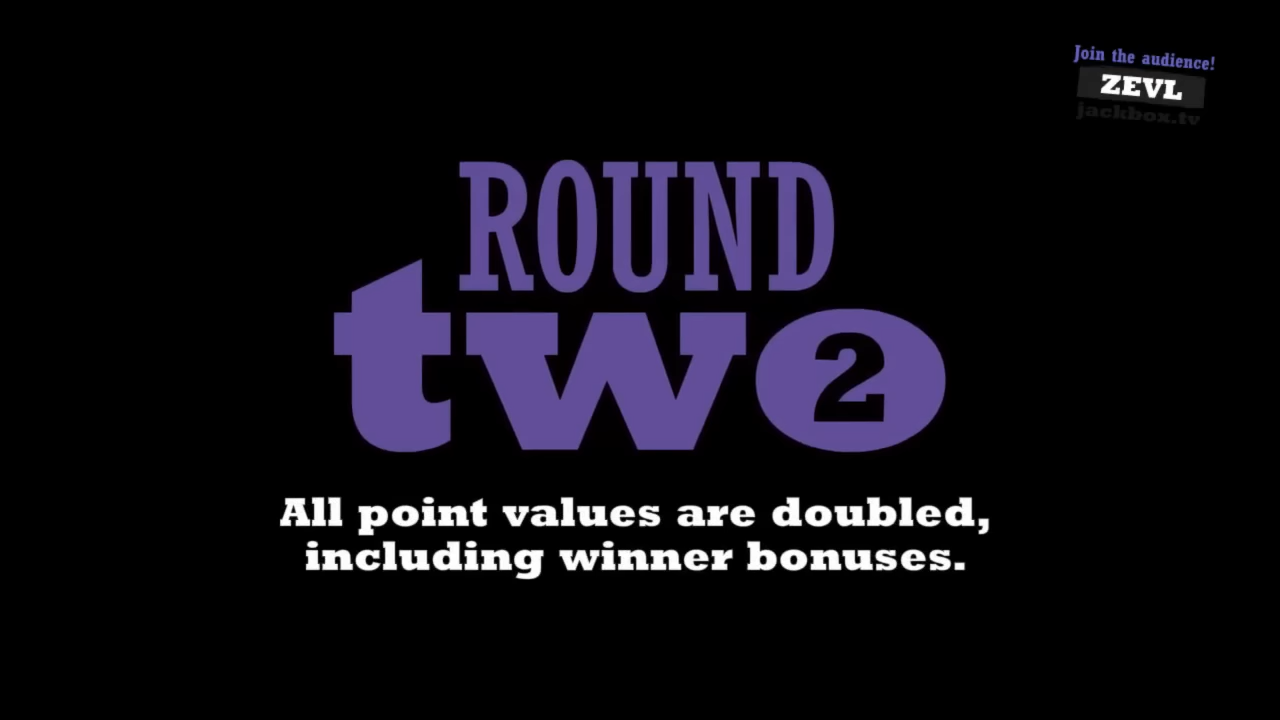 Join the audience!
ZEVL
jackbox.tv
ROUND
two
2
All point values are doubled,
including winner bonuses.